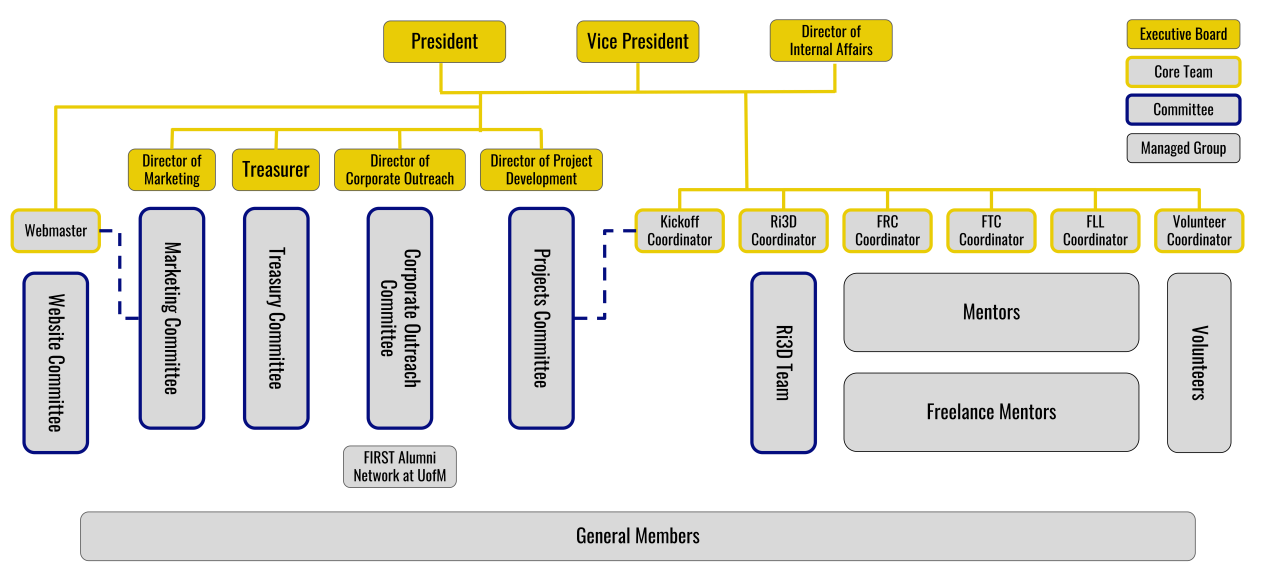 President
Vice President
Director of
Internal Affairs
Executive Board
Core Team
Committee
Managed Group
Director of
Marketing
Treasurer
Director of
Corporate Outreach
Director of Project
Development
Webmaster
Kickoff
Coordinator
Ri3D
Coordinator
FRC
Coordinator
FTC
Coordinator
FLL
Coordinator
Volunteer
Coordinator
Website Committee
Marketing Committee
Treasury Committee
Corporate Outreach
Committee
Projects Committee
Ri3D Team
Mentors
Freelance Mentors
Volunteers
FIRST Alumni
Network at UofM
General Members